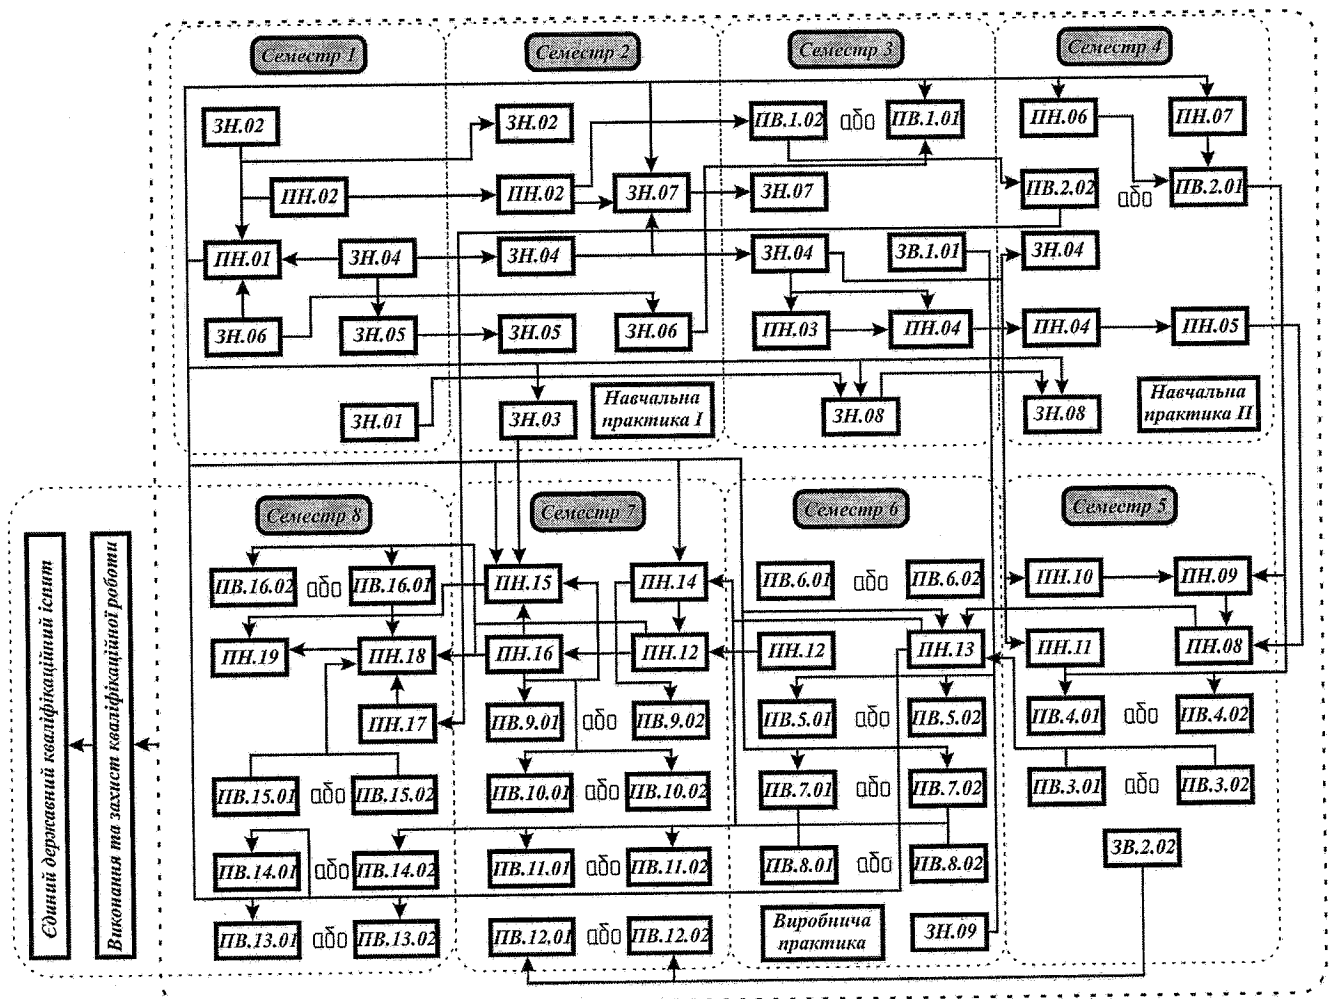 Семестр 1
Семестр 2
Семестр 3
Семестр 4
ЗН.02
ЗН.02
ПВ.1.02
або
ПВ.1.01
ПН.06
ПН.07
ПН.02
ПН.02
ЗН.07
ЗН.07
ПВ.2.02
або
ПВ.2.01
ПН.01
ЗН.04
ЗН.04
ЗН.04
ЗВ.1.01
ЗН.04
ЗН.06
ЗН.05
ЗН.05
ЗН.06
ПН.03
ПН.04
ПН.04
ПН.05
ЗН.01
ЗН.03
Навчальна
практика І
ЗН.08
ЗН.08
Навчальна
практика ІІ
Семестр 8
Семестр 7
Семестр 6
Семестр 5
Єдиний державний кваліфікаційний іспит
Виконання та захист кваліфікаційної роботи
ПВ.16.02
або
ПВ.16.01
ПН.15
ПН.14
ПВ.6.01
або
ПВ.6.02
ПН.10
ПН.09
ПН.19
ПН.18
ПН.16
ПН.12
ПН.12
ПН.13
ПН.11
ПН.08
ПН.17
ПВ.9.01
або
ПВ.9.02
ПВ.5.01
або
ПВ.5.02
ПВ.4.01
або
ПВ.4.02
ПВ.15.01
або
ПВ.15.02
ПВ.10.01
або
ПВ.10.02
ПВ.7.01
або
ПВ.7.02
ПВ.3.01
або
ПВ.3.02
ПВ.14.01
або
ПВ.14.02
ПВ.11.01
або
ПВ.11.02
ПВ.8.01
або
ПВ.8.02
ЗВ.2.02
ПВ.13.01
або
ПВ.13.02
ПВ.12.01
або
ПВ.12.02
Виробнича
практика
ЗН.09